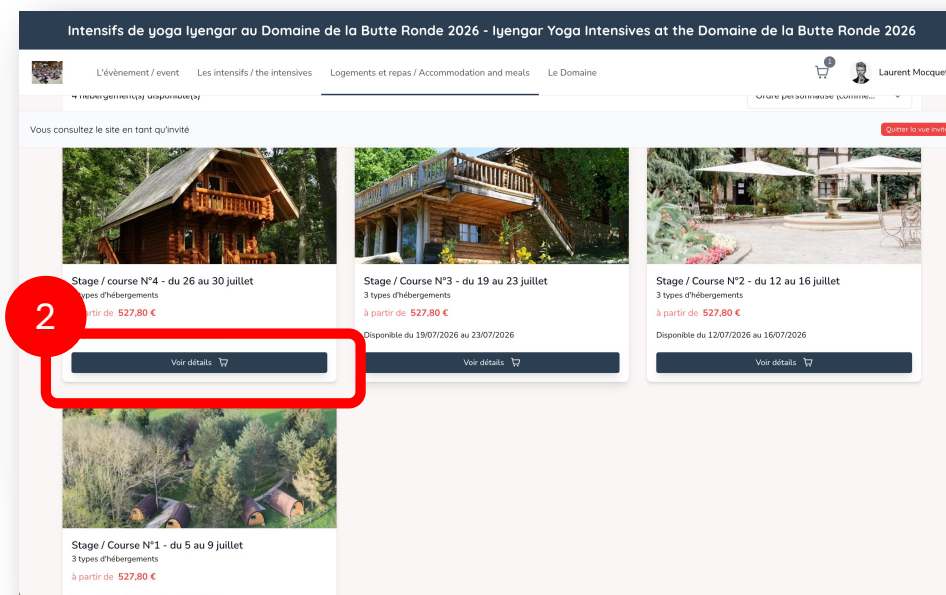 Intensifs de yoga Iyengar au Domaine de la Butte Ronde 2026 - Iyengar Yoga Intensives at the Domaine de la Butte Ronde 2026
L'évènement / event Les intensifs / the intensives Logements et repas / Accommodation and meals Le Domaine 1 Laurent Mocquet
4 hébergement(s) disponible(s) Ordre personnalisé (comme...
Vous consultez le site en tant qu'invité Quitter la vue invité
Stage / course N°4 - du 26 au 30 juillet
types d'hébergements
partir de 527,80 €
2
Voir détails
Stage / Course N°3 - du 19 au 23 juillet
3 types d'hébergements
à partir de 527,80 €
Disponible du 19/07/2026 au 23/07/2026
Voir détails
Stage / Course N°2 - du 12 au 16 juillet
3 types d'hébergements
à partir de 527,80 €
Disponible du 12/07/2026 au 16/07/2026
Voir détails
Stage / Course N°1 - du 5 au 9 juillet
3 types d'hébergements
à partir de 527,80 €